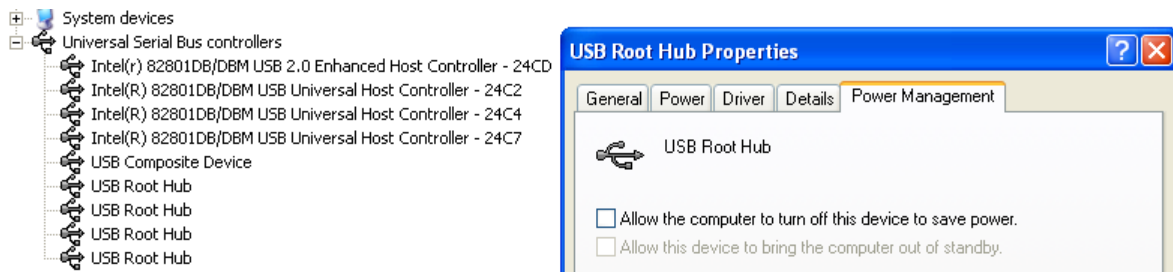 System devices
Universal Serial Bus controllers
Intel(r) 82801DB/DBM USB 2.0 Enhanced Host Controller - 24CD
Intel(R) 82801DB/DBM USB Universal Host Controller - 24C2
Intel(R) 82801DB/DBM USB Universal Host Controller - 24C4
Intel(R) 82801DB/DBM USB Universal Host Controller - 24C7
USB Composite Device
USB Root Hub
USB Root Hub
USB Root Hub
USB Root Hub
USB Root Hub Properties
General Power Driver Details Power Management
USB Root Hub
Allow the computer to turn off this device to save power.
Allow this device to bring the computer out of standby.